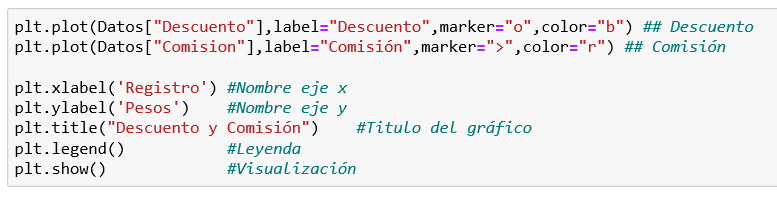 plt.plot(Datos["Descuento"],label="Descuento",marker="o",color="b") ## Descuento
plt.plot(Datos["Comision"],label="Comisión",marker=">",color="r") ## Comisión
plt.xlabel('Registro') #Nombre eje x
plt.ylabel('Pesos') #Nombre eje y
plt.title("Descuento y Comisión") #Titulo del gráfico
plt.legend() #Leyenda
plt.show() #Visualización